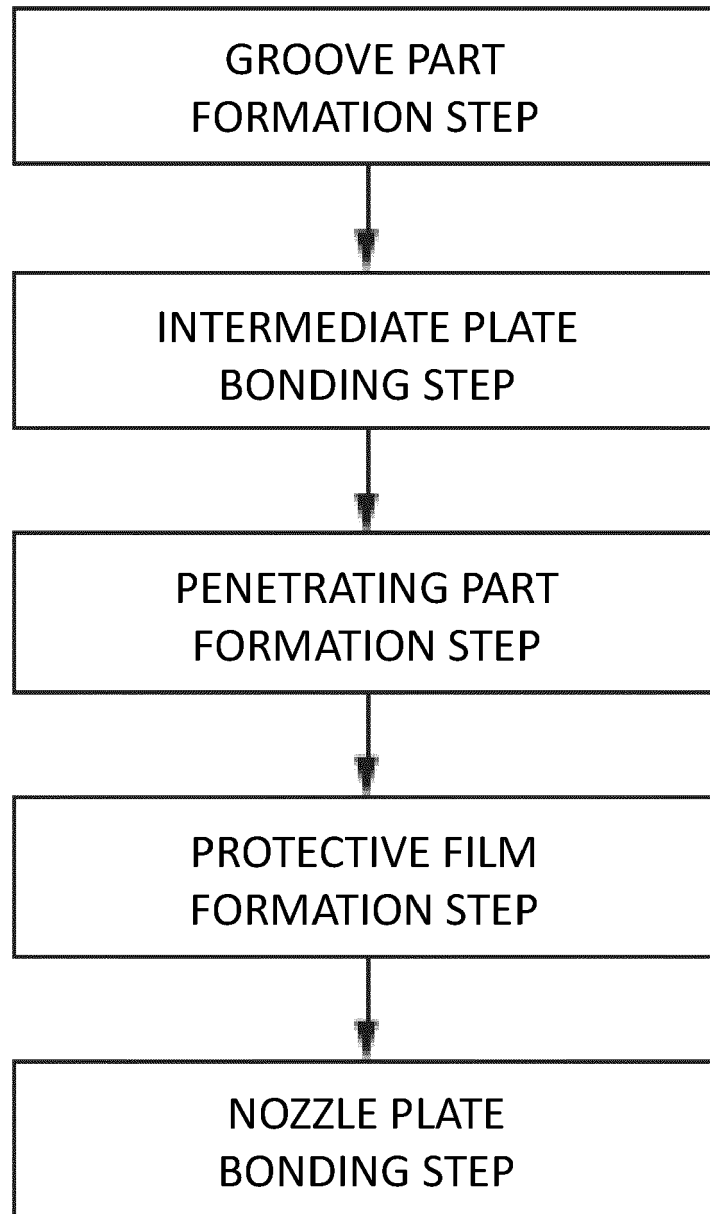 GROOVE PART
FORMATION STEP
INTERMEDIATE PLATE
BONDING STEP
PENETRATING PART
FORMATION STEP
PROTECTIVE FILM
FORMATION STEP
NOZZLE PLATE
BONDING STEP